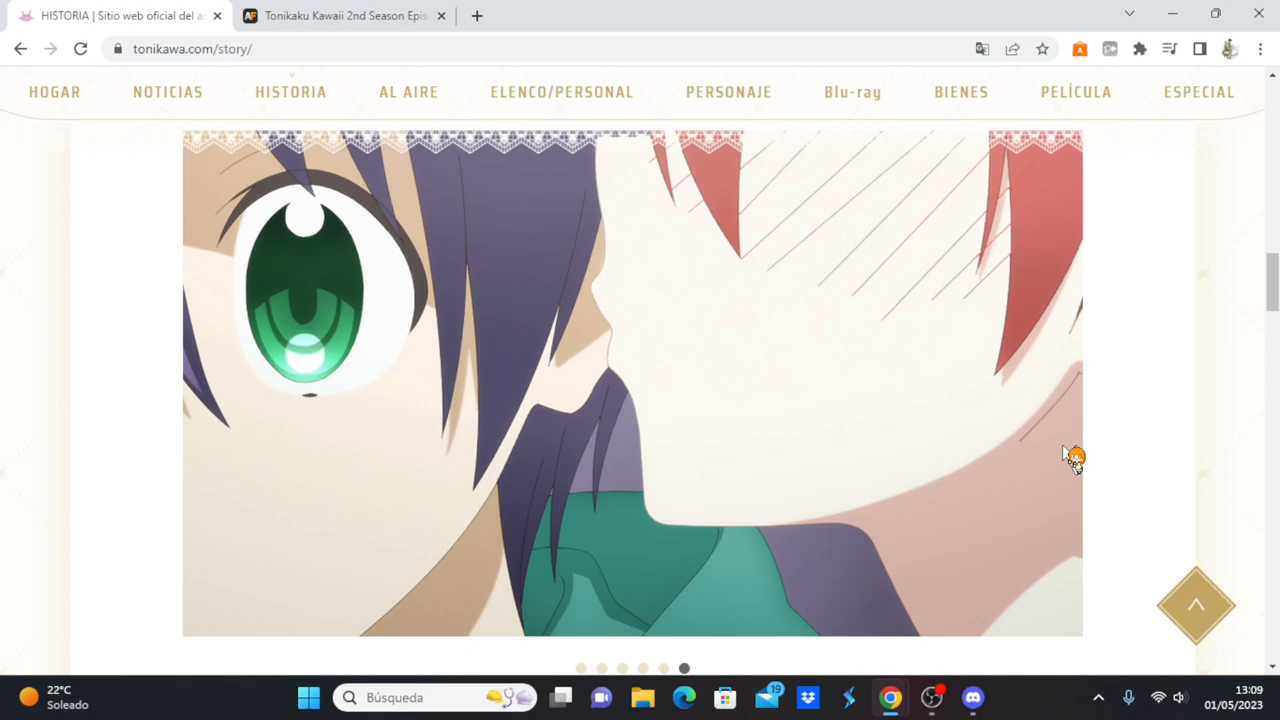 HISTORIA | Sitio web oficial del a
Tonikaku Kawaii 2nd Season Epis
tonikawa.com/story/
HOGAR NOTICIAS HISTORIA AL AIRE ELENCO/PERSONAL PERSONAJE Blu-ray BIENES PELÍCULA ESPECIAL
22°C
Soleado
Búsqueda
19
13:09
01/05/2023